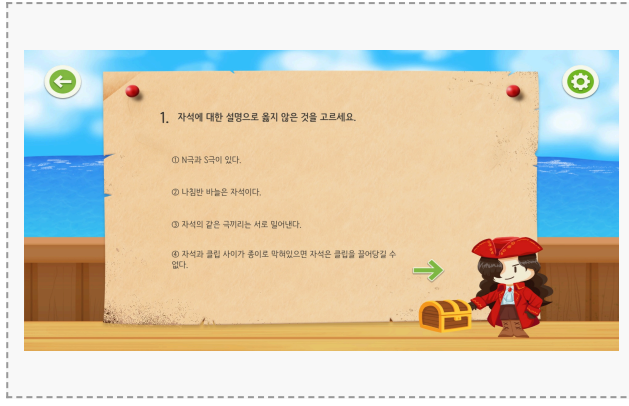 1. 자석에 대한 설명으로 옳지 않은 것을 고르세요.
① N극과 S극이 있다.
② 나침반 바늘은 자석이다.
③ 자석의 같은 극끼리는 서로 밀어낸다.
④ 자석과 클립 사이가 종이로 막혀있으면 자석은 클립을 끌어당길 수
없다.